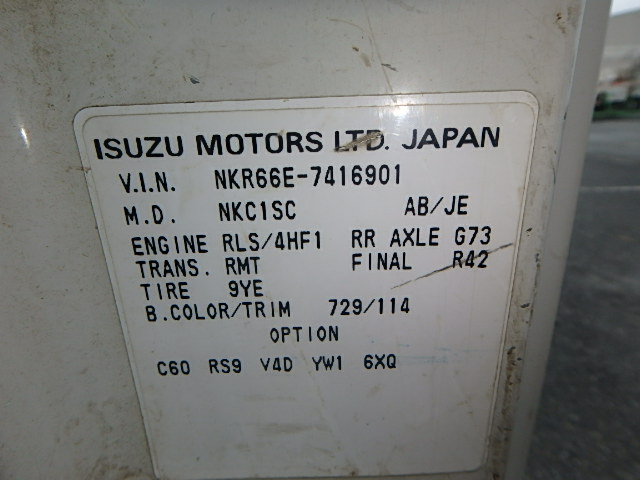 ISUZU MOTORS LTD. JAPAN
V.I.N. NKR66E-7416901
M.D. NKC1SC AB/JE
ENGINE RLS/4HF1 RR AXLE G73
TRANS. RMT FINAL R42
TIRE 9YE
B.COLOR/TRIM 729/114
OPTION
C60 RS9 V4D YW1 6XQ